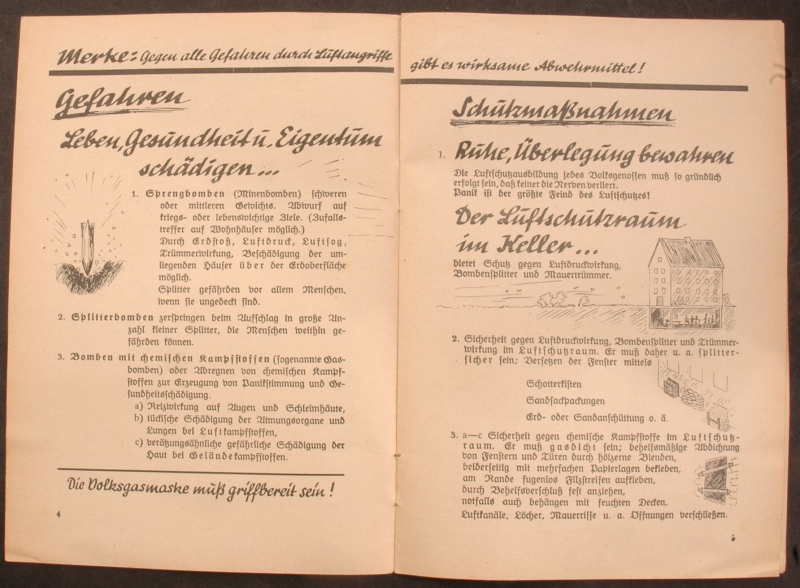 Merke: Gegen alle Gefahren durch Luftangriffe
Gefahren
Leben, Gesundheit u. Eigentum
schädigen...
1. Sprengbomben (Minenbomben) schweren
oder mittleren Gewichts. Abwurf auf
kriegs- oder lebenswichtige Ziele. (Zufalls-
treffer auf Wohnhäuser möglich.)
Durch Erdstoß, Luftdruck, Luftsog,
Trümmerwirkung, Beschädigung der um-
liegenden Häuser über der Erdoberfläche
möglich.
Splitter gefährden vor allem Menschen,
wenn sie ungedeckt sind.
2. Splitterbomben zerspringen beim Aufschlag in große An-
zahl kleiner Splitter, die Menschen weithin ge-
fährden können.
3. Bomben mit chemischen Kampfstoffen (sogenannte Gas-
bomben) oder Abregnen von chemischen Kampf-
stoffen zur Erzeugung von Panikstimmung und Ge-
sundheitsschädigung.
a) Reizwirkung auf Augen und Schleimhäute,
b) tückische Schädigung der Atmungsorgane und
Lungen bei Luftkampfstoffen,
c) verätzungsähnliche gefährliche Schädigung der
Haut bei Geländekampfstoffen.
Die Volksgasmaske muß griffbereit sein!
4
gibt es wirksame Abwehrmittel!
Schutzmaßnahmen
1. Ruhe, Überlegung bewahren
Die Luftschutzausbildung jedes Volksgenossen muß so gründlich
erfolgt sein, daß keiner die Nerven verliert.
Panik ist der größte Feind des Luftschutzes!
Der Luftschutzraum
im Keller...
bietet Schutz gegen Luftdruckwirkung,
Bombensplitter und Mauertrümmer.
2. Sicherheit gegen Luftdruckwirkung, Bombensplitter und Trümmer-
wirkung im Luftschutzraum. Er muß daher u. a. splitter-
sicher sein; Versetzen der Fenster mittels
Schotterkisten
Sandsackpackungen
Erd- oder Sandanschüttung o. ä.
3. a—c Sicherheit gegen chemische Kampfstoffe im Luftschutz-
raum. Er muß gasdicht sein; behelfsmäßige Abdichtung
von Fenstern und Türen durch hölzerne Blenden,
beiderseitig mit mehrfachen Papierlagen bekleben,
am Rande fugenlos Filzstreifen aufkleben,
durch Behelfsverschluß fest anziehen,
notfalls auch behängen mit feuchten Decken.
Luftkanäle, Löcher, Mauerrisse u. a. Öffnungen verschließen.
5